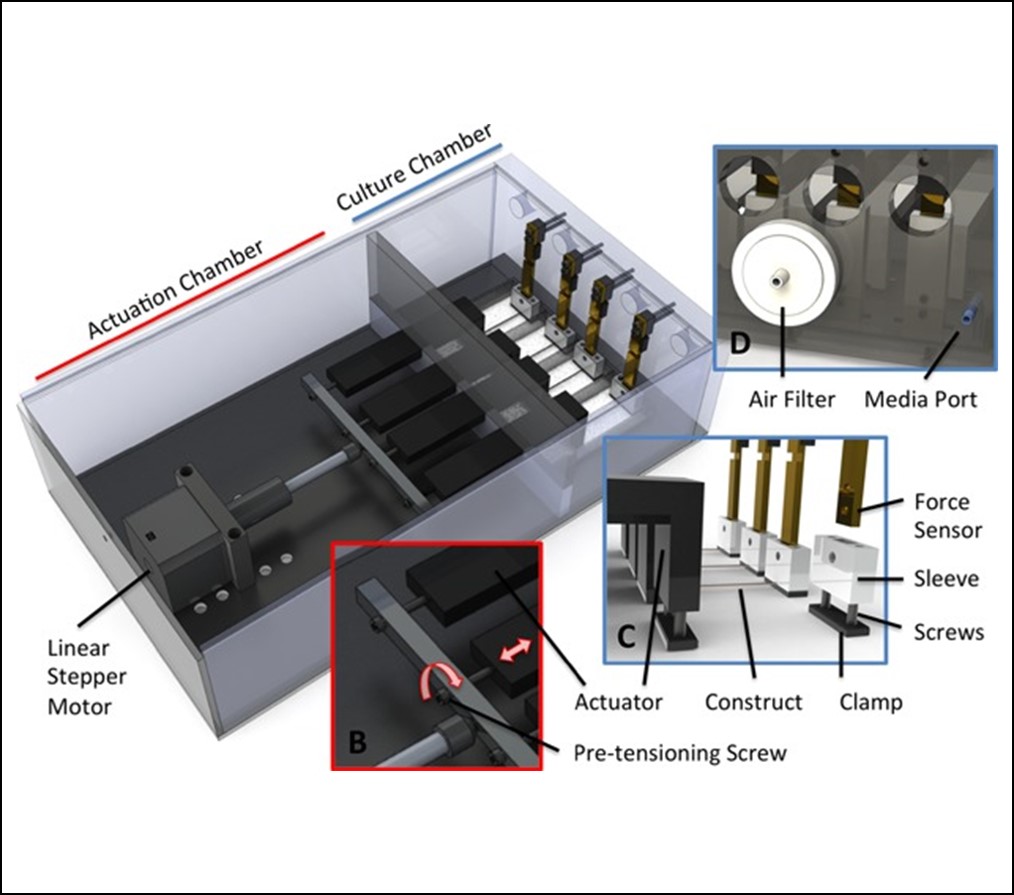 Culture Chamber
Actuation Chamber
D
Air Filter
Media Port
Force
Sensor
Sleeve
Screws
C
Linear
Stepper
Motor
Actuator
Construct
Clamp
B
Pre-tensioning Screw